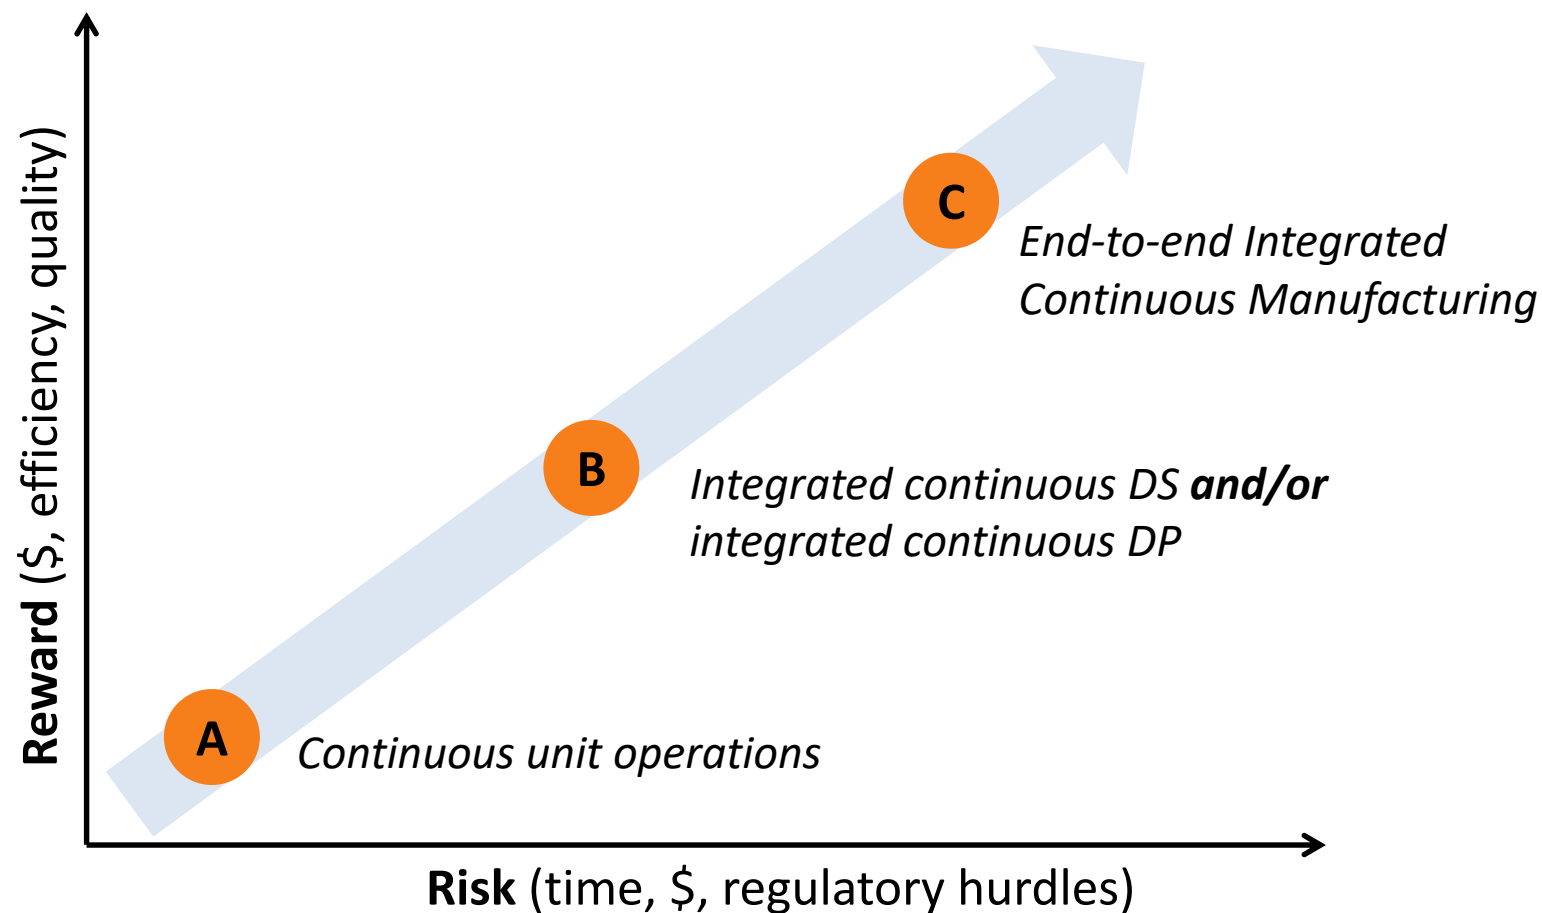 Reward ($, efficiency, quality)
C
End-to-end Integrated
Continuous Manufacturing
B
Integrated continuous DS and/or
integrated continuous DP
A
Continuous unit operations
Risk (time, $, regulatory hurdles)